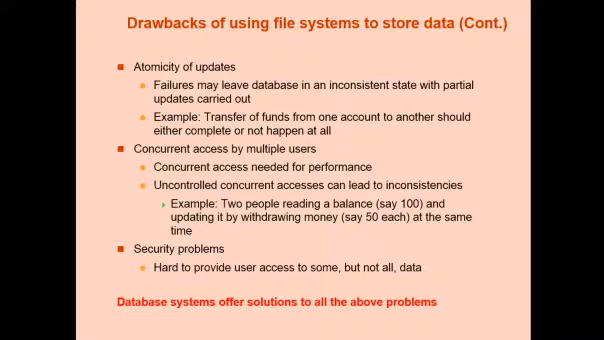 Drawbacks of using file systems to store data (Cont.)
Atomicity of updates
Failures may leave database in an inconsistent state with partial
updates carried out
Example: Transfer of funds from one account to another should
either complete or not happen at all
Concurrent access by multiple users
Concurrent access needed for performance
Uncontrolled concurrent accesses can lead to inconsistencies
Example: Two people reading a balance (say 100) and
updating it by withdrawing money (say 50 each) at the same
time
Security problems
Hard to provide user access to some, but not all, data
Database systems offer solutions to all the above problems